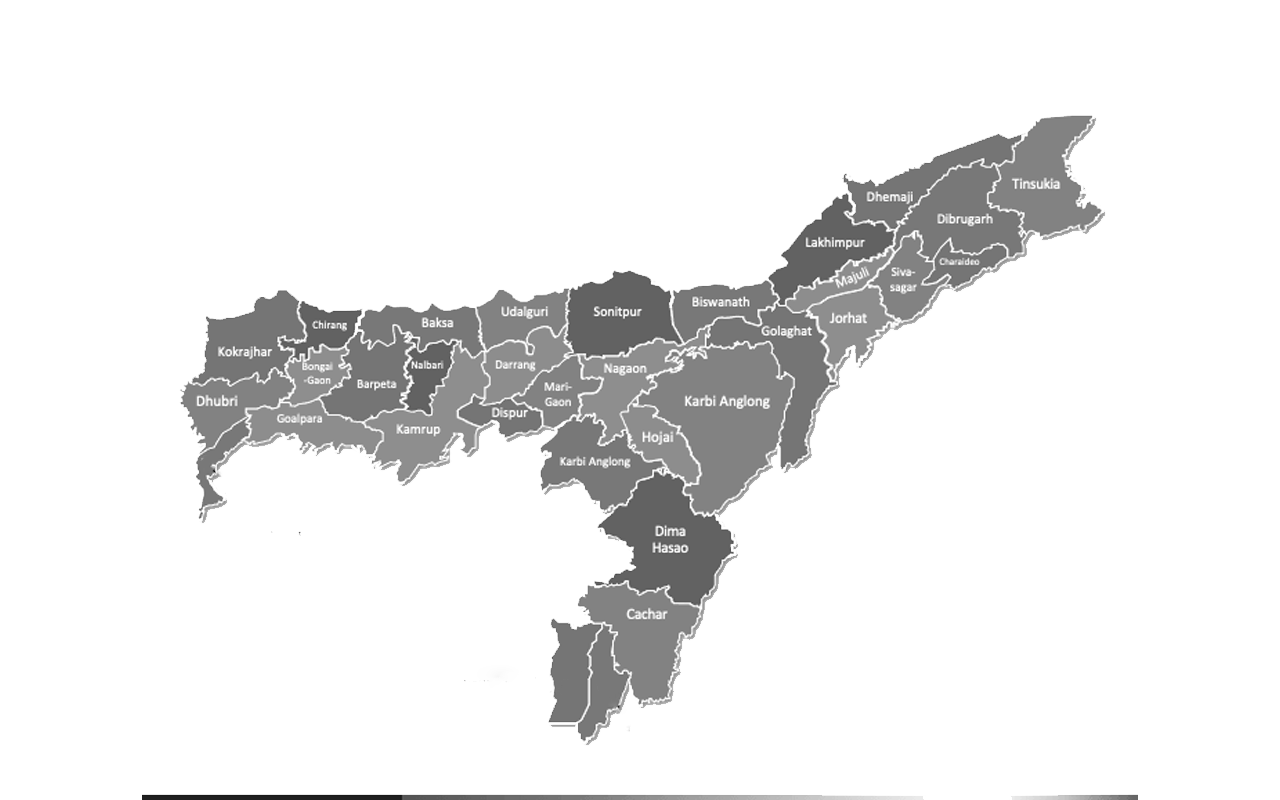 Tinsukia
Dhemaji
Dibrugarh
Lakhimpur
Charaideo
Siva-
sagar
Majuli
Biswanath
Sonitpur
Udalguri
Jorhat
Baksa
Chirang
Golaghat
Kokrajhar
Bongai
-Gaon
Nalbari
Darrang
Nagaon
Barpeta
Mari-
Gaon
Dhubri
Karbi Anglong
Dispur
Goalpara
Kamrup
Hojai
Karbi Anglong
Dima
Hasao
Cachar